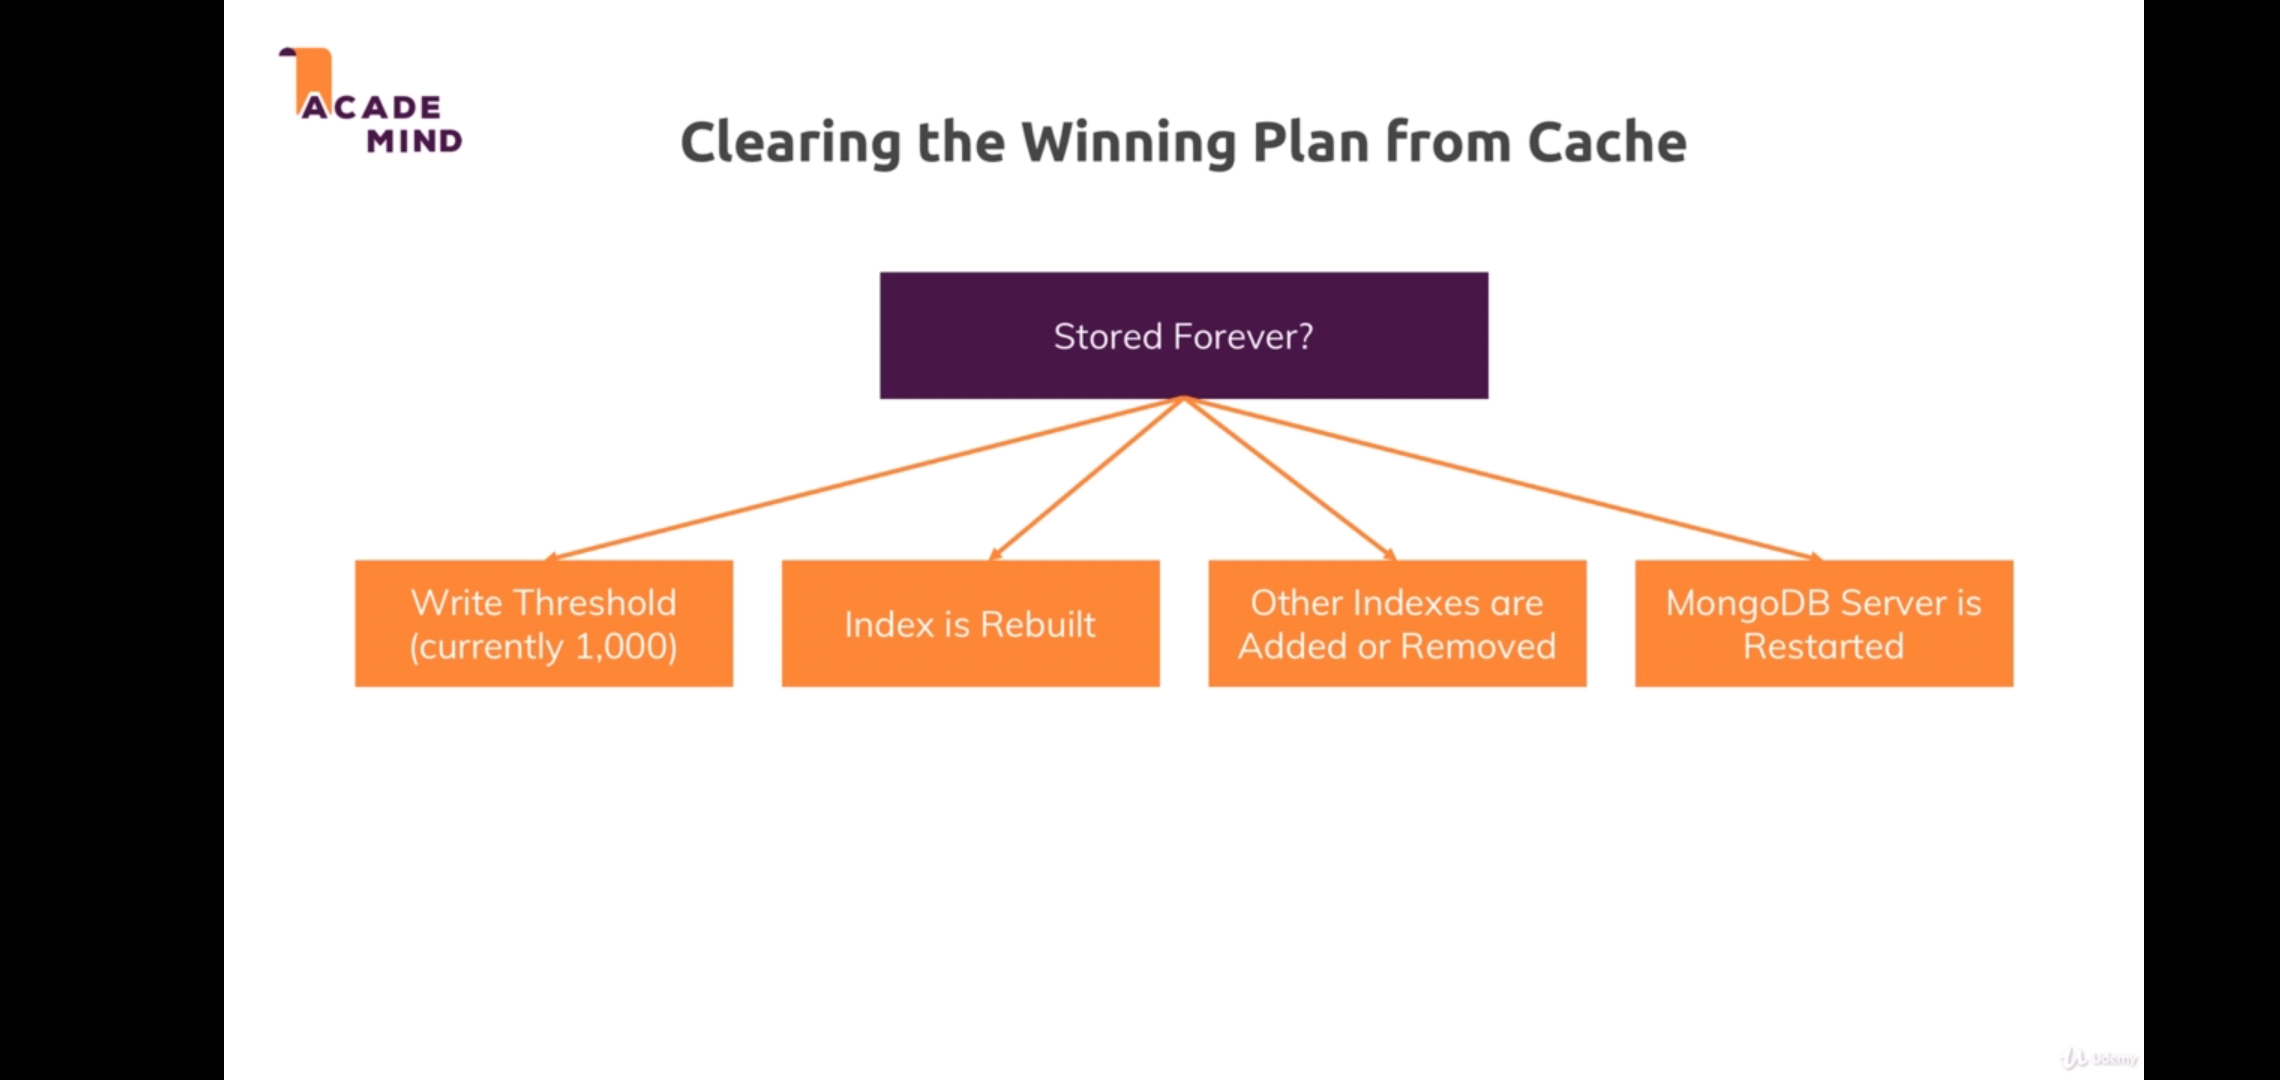 ACADE
MIND
Clearing the Winning Plan from Cache
Stored Forever?
Write Threshold
(currently 1,000)
Index is Rebuilt
Other Indexes are
Added or Removed
MongoDB Server is
Restarted
Udemy